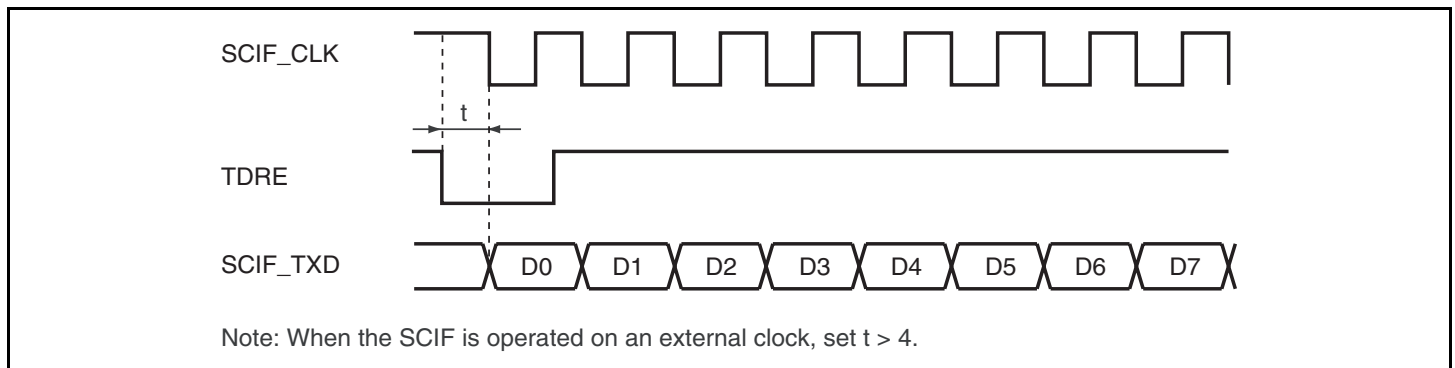 SCIF_CLK
t
TDRE
SCIF_TXD D0 D1 D2 D3 D4 D5 D6 D7
Note: When the SCIF is operated on an external clock, set t > 4.